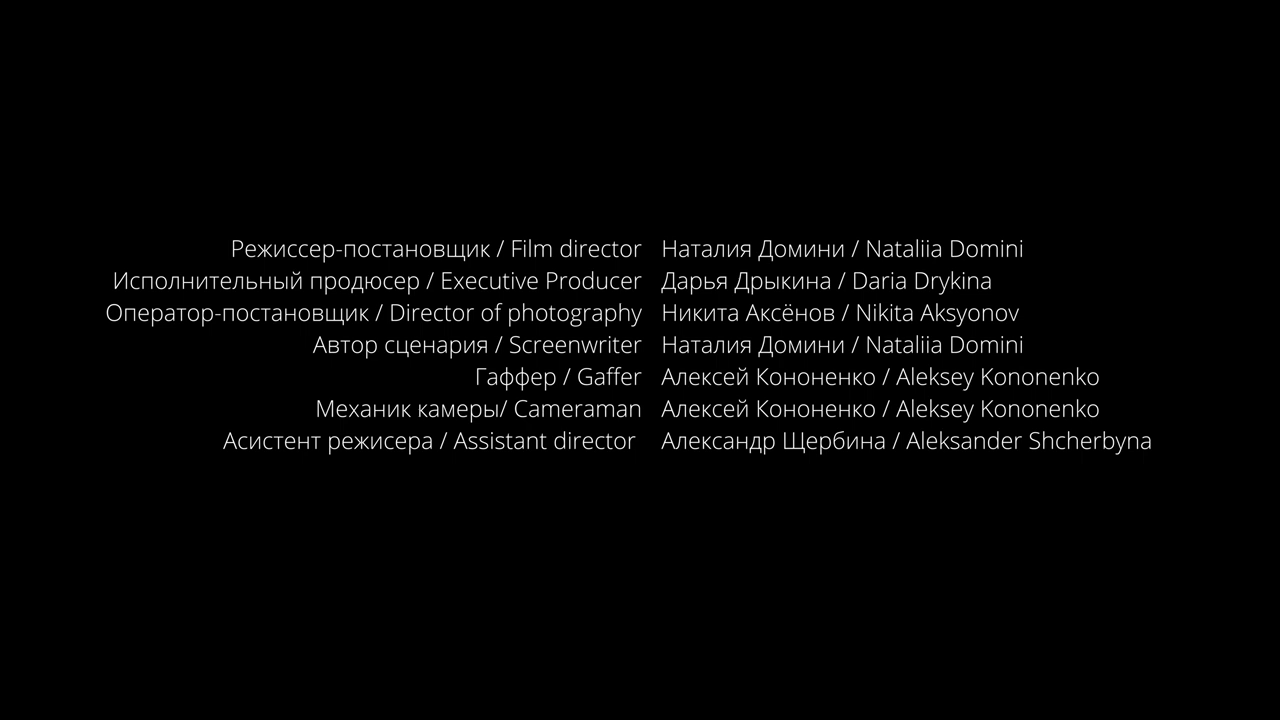 Режиссер-постановщик / Film director Наталия Домини / Nataliia Domini
Исполнительный продюсер / Executive Producer Дарья Дрыкина / Daria Drykina
Оператор-постановщик / Director of photography Никита Аксёнов / Nikita Aksyonov
Автор сценария / Screenwriter Наталия Домини / Nataliia Domini
Гаффер / Gaffer Алексей Кононенко / Aleksey Kononenko
Механик камеры/ Cameraman Алексей Кононенко / Aleksey Kononenko
Асистент режисера / Assistant director Александр Щербина / Aleksander Shcherbyna